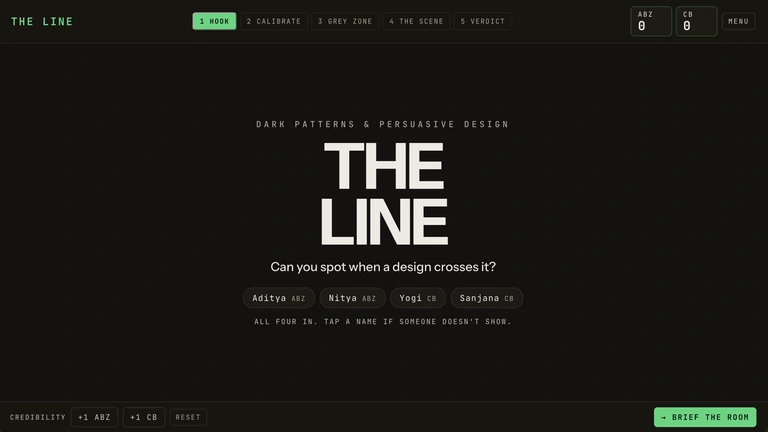 THE LINE
1 HOOK
2 CALIBRATE
3 GREY ZONE
4 THE SCENE
5 VERDICT
ABZ
0
CB
0
MENU
DARK PATTERNS & PERSUASIVE DESIGN
THE
LINE
Can you spot when a design crosses it?
Aditya ABZ
Nitya ABZ
Yogi CB
Sanjana CB
ALL FOUR IN. TAP A NAME IF SOMEONE DOESN'T SHOW.
CREDIBILITY
+1 ABZ
+1 CB
RESET
→ BRIEF THE ROOM